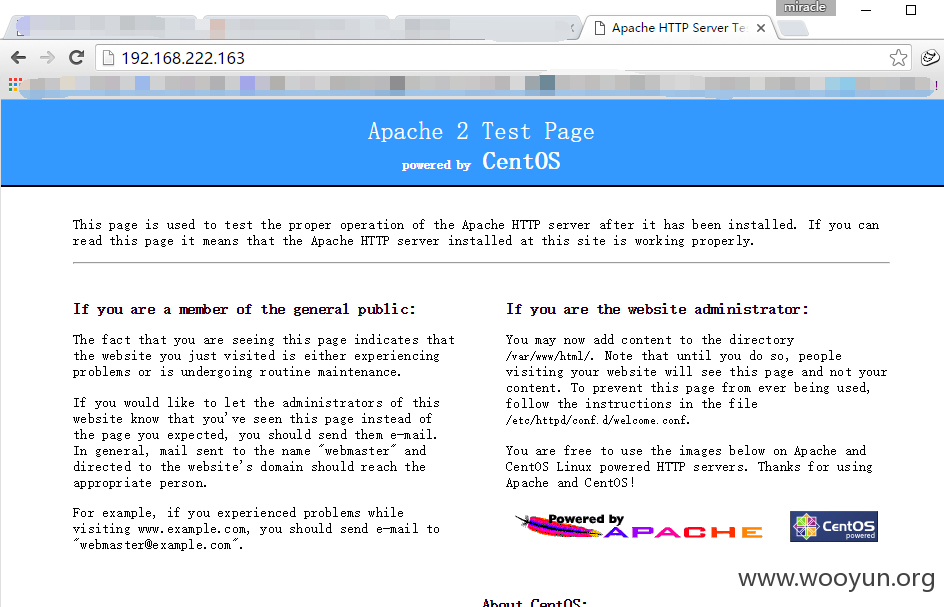 miracle
Apache HTTP Server Te
192.168.222.163
Apache 2 Test Page
powered by CentOS
This page is used to test the proper operation of the Apache HTTP server after it has been installed. If you can
read this page it means that the Apache HTTP server installed at this site is working properly.
If you are a member of the general public:
The fact that you are seeing this page indicates that
the website you just visited is either experiencing
problems or is undergoing routine maintenance.
If you would like to let the administrators of this
website know that you've seen this page instead of
the page you expected, you should send them e-mail.
In general, mail sent to the name "webmaster" and
directed to the website's domain should reach the
appropriate person.
For example, if you experienced problems while
visiting www.example.com, you should send e-mail to
"webmaster@example.com".
If you are the website administrator:
You may now add content to the directory
/var/www/html/. Note that until you do so, people
visiting your website will see this page and not your
content. To prevent this page from ever being used,
follow the instructions in the file
/etc/httpd/conf.d/welcome.conf.
You are free to use the images below on Apache and
CentOS Linux powered HTTP servers. Thanks for using
Apache and CentOS!
Powered by
APACHE
CentOS
powered
www.wooyun.org
About CentOS: